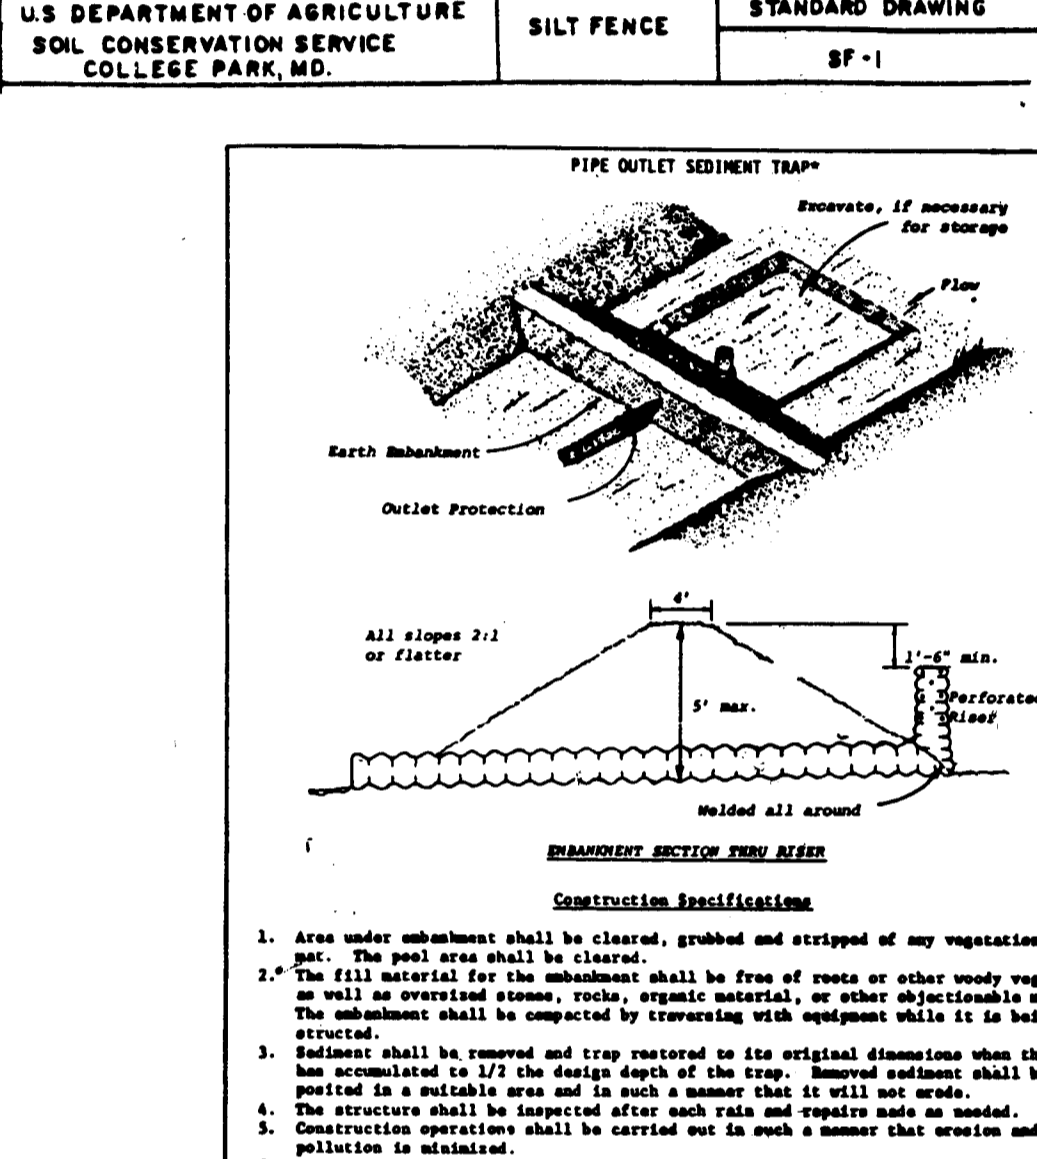 U.S DEPARTMENT OF AGRICULTURE
SOIL CONSERVATION SERVICE
COLLEGE PARK, MD.
SILT FENCE
STANDARD DRAWING
SF-1
PIPE OUTLET SEDIMENT TRAP*
Excavate, if necessary
for storage
Flow
Earth Embankment
Outlet Protection
4'
All slopes 2:1
or flatter
1'-6" min.
5' max.
Perforated
Riser
Welded all around
EMBANKMENT SECTION THRU RISER
Construction Specifications
1. Area under embankment shall be cleared, grubbed and stripped of any vegetation
mat. The pool area shall be cleared.
2. The fill material for the embankment shall be free of roots or other woody veg
as well as oversized stones, rocks, organic material, or other objectionable m
The embankment shall be compacted by traversing with equipment while it is bei
structed.
3. Sediment shall be removed and trap restored to its original dimensions when th
has accumulated to 1/2 the design depth of the trap. Removed sediment shall b
posited in a suitable area and in such a manner that it will not erode.
4. The structure shall be inspected after each rain and repairs made as needed.
5. Construction operations shall be carried out in such a manner that erosion and
pollution is minimized.